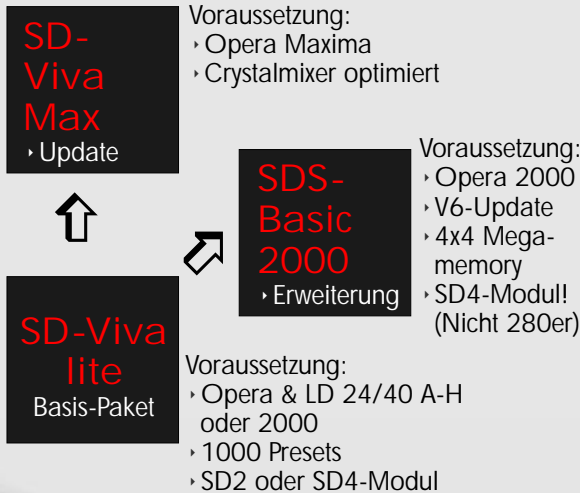 SD-
Viva
Max
› Update
Voraussetzung:
› Opera Maxima
› Crystalmixer optimiert
SDS-
Basic
2000
› Erweiterung
Voraussetzung:
› Opera 2000
› V6-Update
› 4x4 Mega-
memory
› SD4-Modul!
(Nicht 280er)
SD-Viva
lite
Basis-Paket
Voraussetzung:
› Opera & LD 24/40 A-H
oder 2000
› 1000 Presets
› SD2 oder SD4-Modul